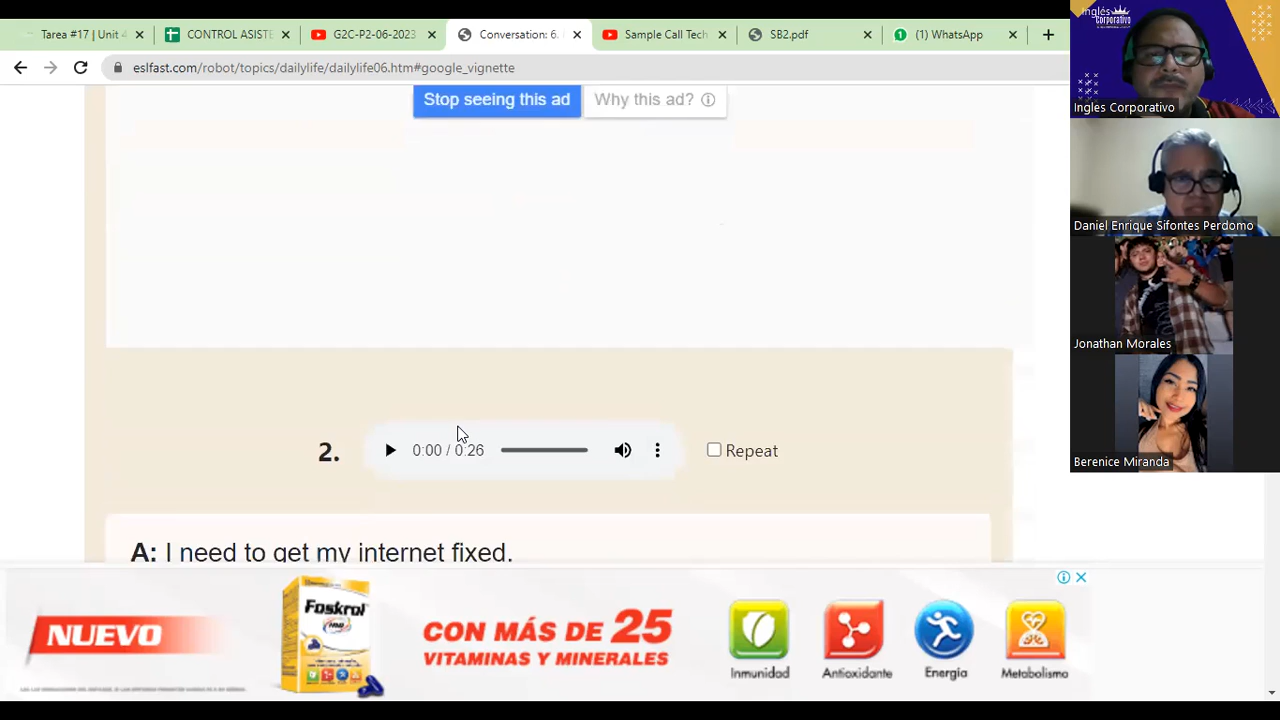 Tarea #17 | Unit 4
CONTROL ASISTE
G2C-P2-06-2023
Conversation: 6.
Sample Call Tech
SB2.pdf
(1) WhatsApp
eslfast.com/robot/topics/dailylife/dailylife06.htm#google_vignette
Stop seeing this ad
Why this ad?
2.
0:00 / 0:26
Repeat
A: I need to get my internet fixed.
NUEVO
Foskrol
CON MÁS DE 25
VITAMINAS Y MINERALES
Inmunidad
Antioxidante
Energía
Metabolismo
Inglés
Corporativo
Ingles Corporativo
Daniel Enrique Sifontes Perdomo
Jonathan Morales
Berenice Miranda